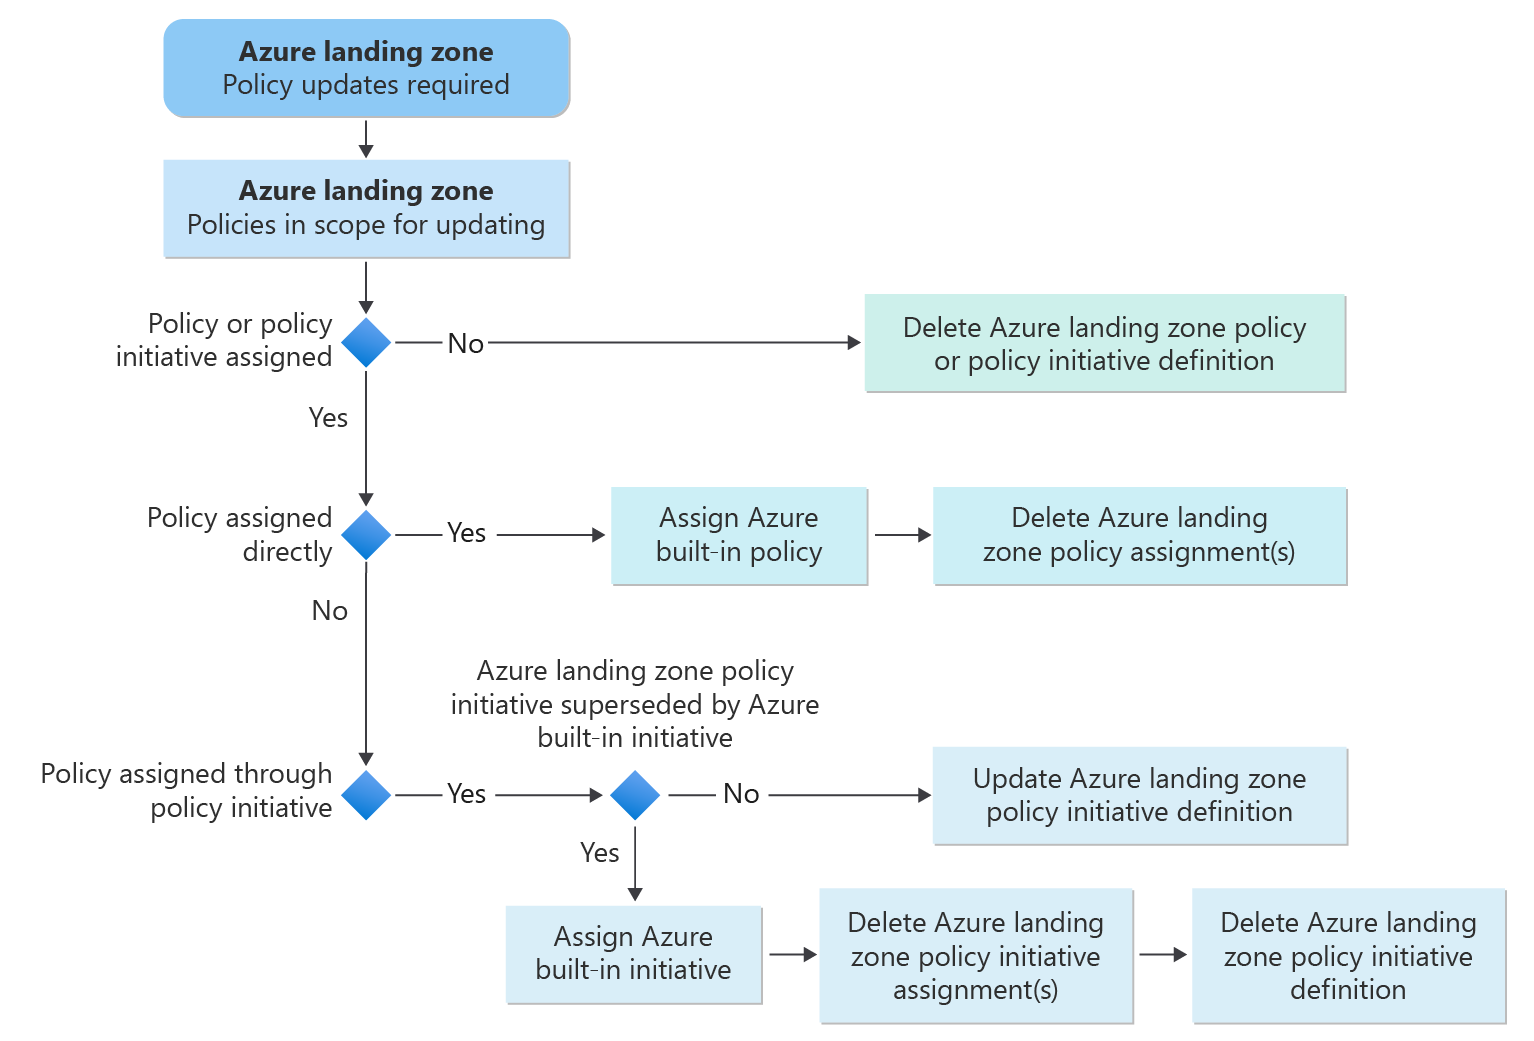 Azure landing zone
Policy updates required
Azure landing zone
Policies in scope for updating
Policy or policy
initiative assigned
No
Delete Azure landing zone policy
or policy initiative definition
Yes
Policy assigned
directly
Yes
Assign Azure
built-in policy
Delete Azure landing
zone policy assignment(s)
No
Azure landing zone policy
initiative superseded by Azure
built-in initiative
Policy assigned through
policy initiative
Yes
No
Update Azure landing zone
policy initiative definition
Yes
Assign Azure
built-in initiative
Delete Azure landing
zone policy initiative
assignment(s)
Delete Azure landing
zone policy initiative
definition